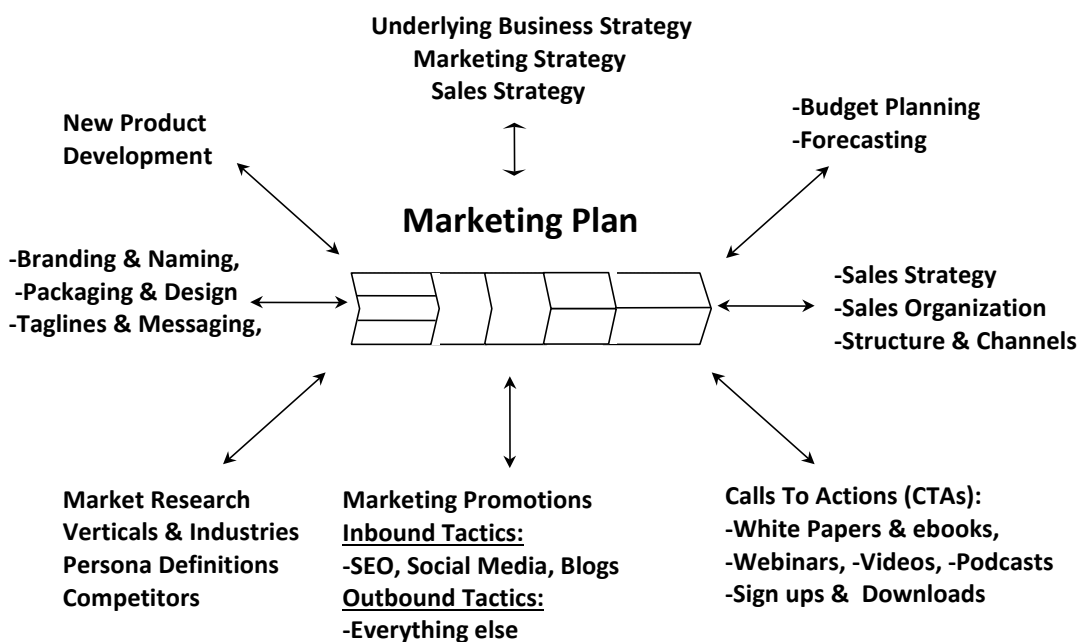 Underlying Business Strategy
Marketing Strategy
Sales Strategy
New Product
Development
-Budget Planning
-Forecasting
Marketing Plan
-Branding & Naming,
-Packaging & Design
-Taglines & Messaging,
-Sales Strategy
-Sales Organization
-Structure & Channels
Market Research
Verticals & Industries
Persona Definitions
Competitors
Marketing Promotions
Inbound Tactics:
-SEO, Social Media, Blogs
Outbound Tactics:
-Everything else
Calls To Actions (CTAs):
-White Papers & ebooks,
-Webinars, -Videos, -Podcasts
-Sign ups & Downloads